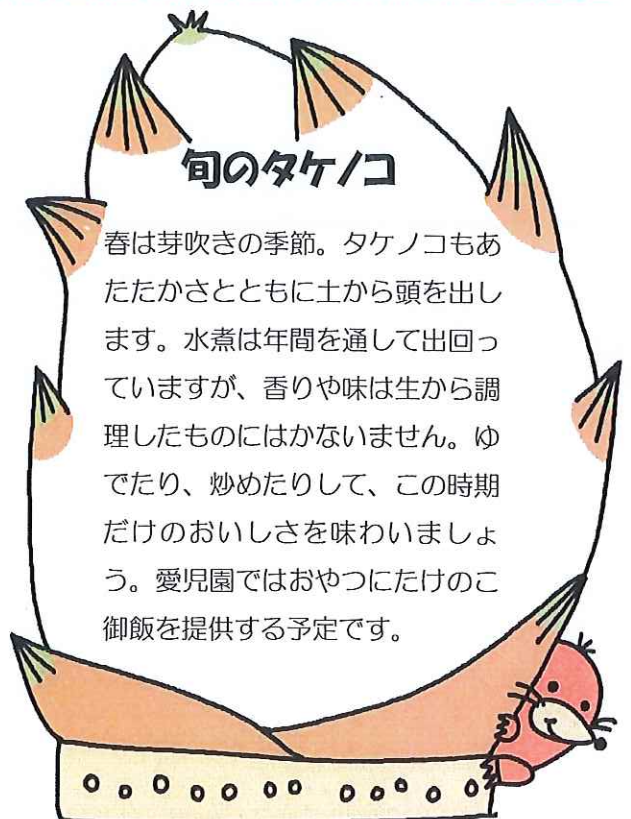 旬のタケノコ
春は芽吹きの季節。タケノコもあ
たたかさとともに土から頭を出し
ます。水煮は年間を通して出回っ
ていますが、香りや味は生から調
理したものにはかないません。ゆ
でたり、炒めたりして、この時期
だけのおいしさを味わいましょ
う。愛児園ではおやつにたけのこ
御飯を提供する予定です。